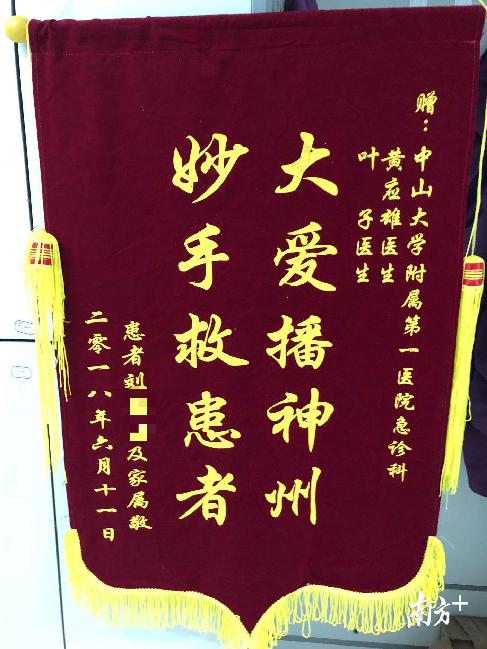 赠：中山大学附属第一医院急诊科
黄应雄医生
叶子医生
大爱播神州
妙手救患者
患者刘 及家属敬
二零一八年六月十一日
南方+